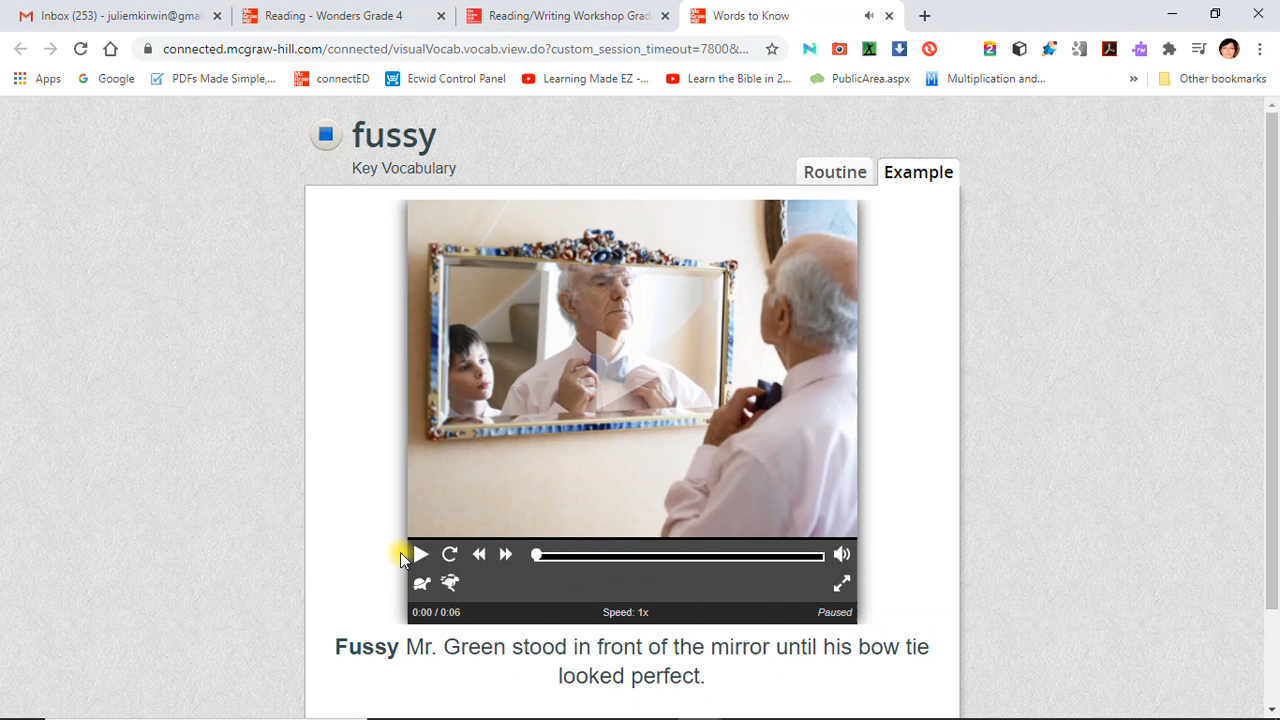 Inbox (253) - juliemkirwin@gma
Reading - Wonders Grade 4
Reading/Writing Workshop Grad
Words to Know
connected.mcgraw-hill.com/connected/visualVocab.vocab.view.do?custom_session_timeout=7800&...
Apps
Google
PDFs Made Simple,...
connectED
Ecwid Control Panel
Learning Made EZ -...
Learn the Bible in 2...
PublicArea.aspx
Multiplication and...
»
Other bookmarks
fussy
Key Vocabulary
Routine
Example
0:00 / 0:06
Speed: 1x
Paused
Fussy Mr. Green stood in front of the mirror until his bow tie
looked perfect.